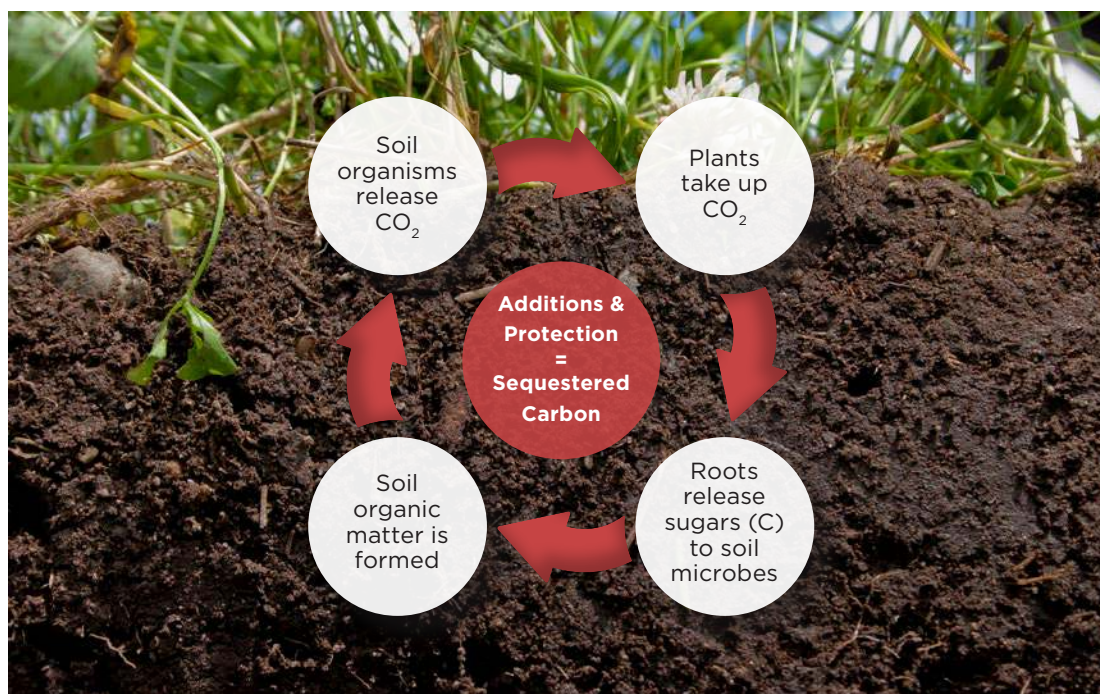 Soil
organisms
release
CO₂
Plants
take up
CO₂
Additions &
Protection
=
Sequestered
Carbon
Roots
release
sugars (C)
to soil
microbes
Soil
organic
matter is
formed